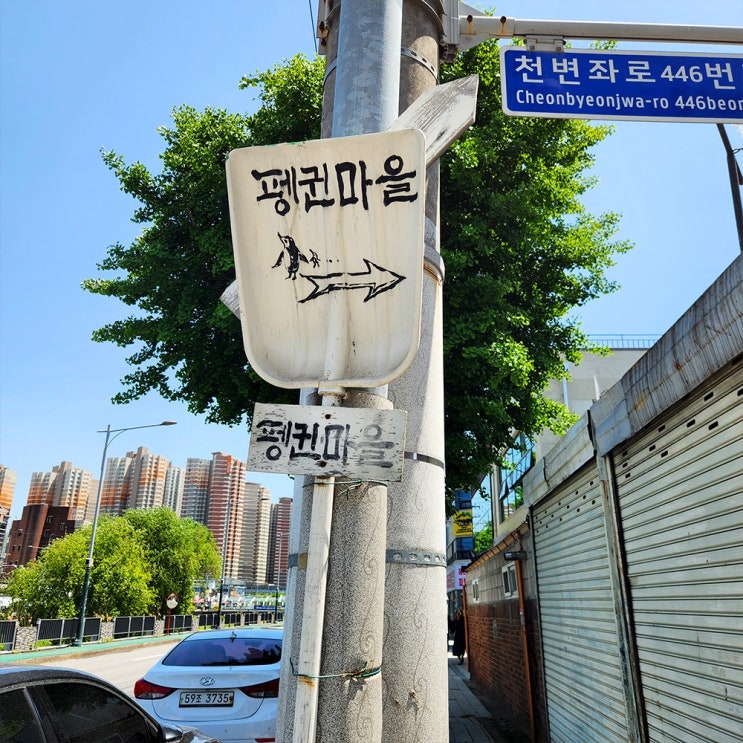 천변좌로 446번
Cheonbyeonjwa-ro 446beon
펭귄마을
펭귄마을
59조 3735